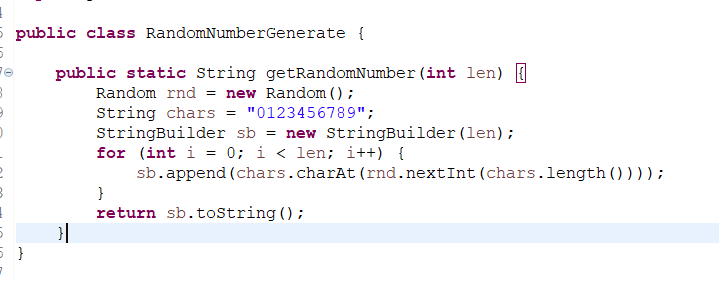 public class RandomNumberGenerate {
public static String getRandomNumber(int len) {
Random rnd = new Random();
String chars = "0123456789";
StringBuilder sb = new StringBuilder(len);
for (int i = 0; i < len; i++) {
sb.append(chars.charAt(rnd.nextInt(chars.length())));
}
return sb.toString();
}
}